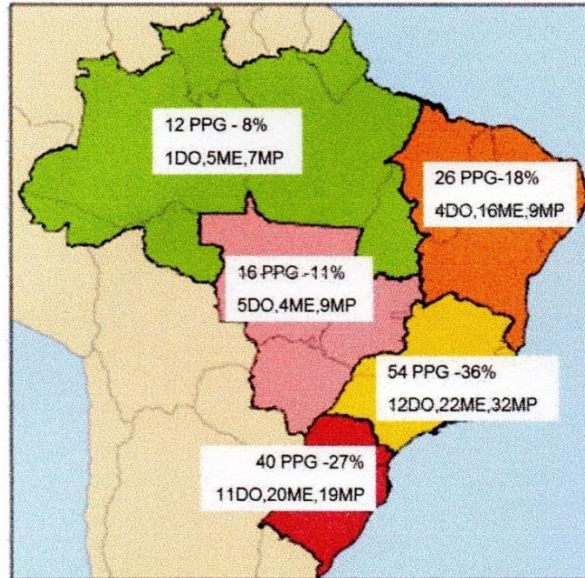 12 PPG - 8%
1DO,5ME,7MP
26 PPG-18%
4DO,16ME,9MP
16 PPG -11%
5DO,4ME,9MP
54 PPG -36%
12DO,22ME,32MP
40 PPG -27%
11DO,20ME,19MP